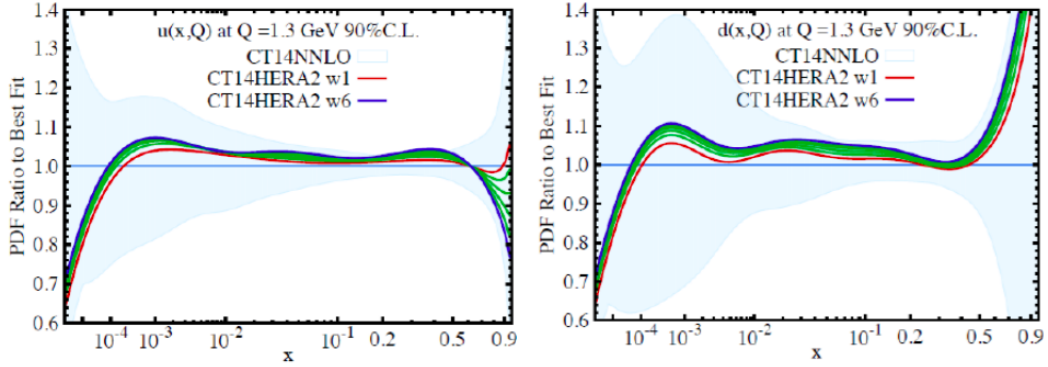 u(x,Q) at Q =1.3 GeV 90%C.L.
CT14NNLO
CT14HERA2 w1
CT14HERA2 w6
PDF Ratio to Best Fit
1.4
1.3
1.2
1.1
1.0
0.9
0.8
0.7
0.6
10⁻⁴ 10⁻³ 10⁻² 10⁻¹ 0.2 0.5 0.9
x
d(x,Q) at Q =1.3 GeV 90%C.L.
CT14NNLO
CT14HERA2 w1
CT14HERA2 w6
PDF Ratio to Best Fit
1.4
1.3
1.2
1.1
1.0
0.9
0.8
0.7
0.6
10⁻⁴ 10⁻³ 10⁻² 10⁻¹ 0.2 0.5 0.9
x